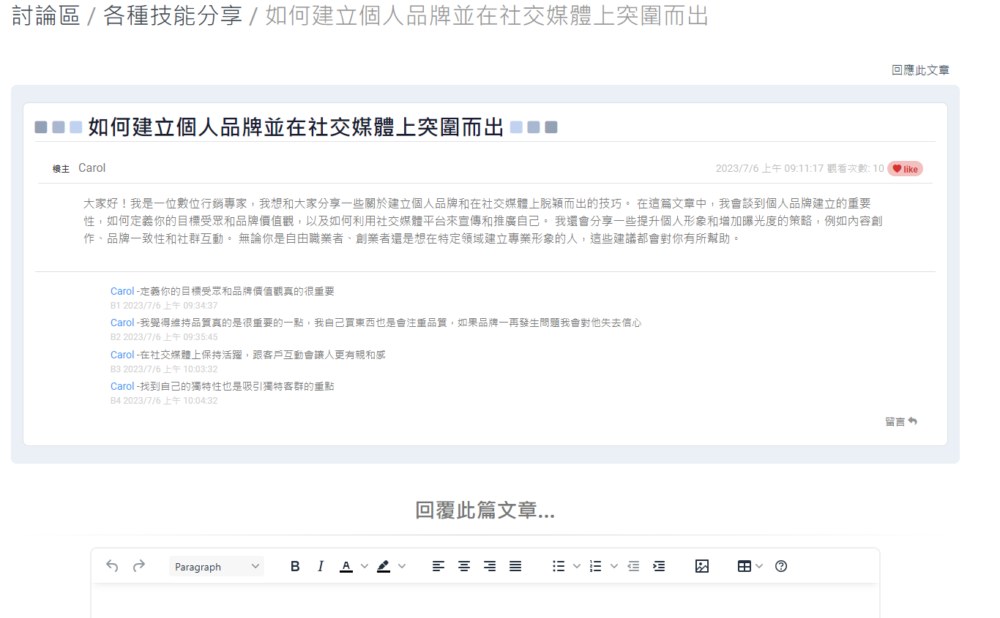 討論區 / 各種技能分享 / 如何建立個人品牌並在社交媒體上突圍而出
回應此文章
如何建立個人品牌並在社交媒體上突圍而出
樓主 Carol 2023/7/6 上午 09:11:17 觀看次數: 10 like
大家好！我是一位數位行銷專家，我想和大家分享一些關於建立個人品牌和在社交媒體上脫穎而出的技巧。 在這篇文章中，我會談到個人品牌建立的重要
性，如何定義你的目標受眾和品牌價值觀，以及如何利用社交媒體平台來宣傳和推廣自己。 我還會分享一些提升個人形象和增加曝光度的策略，例如內容創
作、品牌一致性和社群互動。 無論你是自由職業者、創業者還是想在特定領域建立專業形象的人，這些建議都會對你有所幫助。
Carol -定義你的目標受眾和品牌價值觀真的很重要
B1 2023/7/6 上午 09:34:37
Carol -我覺得維持品質真的是很重要的一點，我自己買東西也是會注重品質，如果品牌一再發生問題我會對他失去信心
B2 2023/7/6 上午 09:35:45
Carol -在社交媒體上保持活躍，跟客戶互動會讓人更有親和感
B3 2023/7/6 上午 10:03:32
Carol -找到自己的獨特性也是吸引獨特客群的重點
B4 2023/7/6 上午 10:04:32
留言
回覆此篇文章...
Paragraph B I A